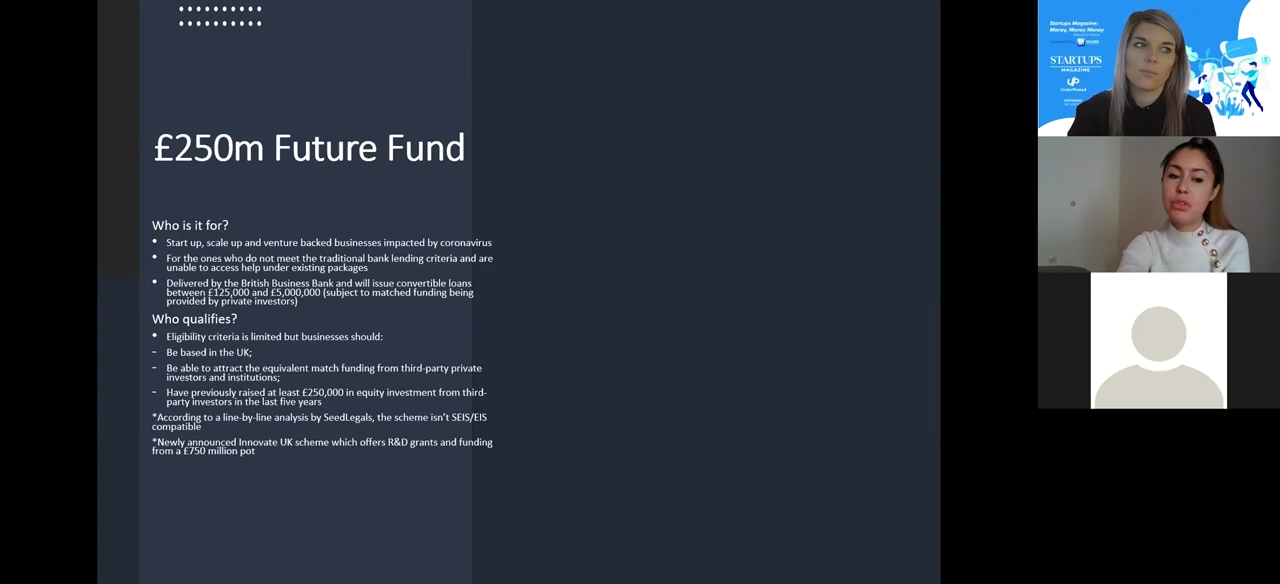 £250m Future Fund
Who is it for?
• Start up, scale up and venture backed businesses impacted by coronavirus
• For the ones who do not meet the traditional bank lending criteria and are
unable to access help under existing packages
• Delivered by the British Business Bank and will issue convertible loans
between £125,000 and £5,000,000 (subject to matched funding being
provided by private investors)
Who qualifies?
• Eligibility criteria is limited but businesses should:
- Be based in the UK;
- Be able to attract the equivalent match funding from third-party private
investors and institutions;
- Have previously raised at least £250,000 in equity investment from third-
party investors in the last five years
*According to a line-by-line analysis by SeedLegals, the scheme isn't SEIS/EIS
compatible
*Newly announced Innovate UK scheme which offers R&D grants and funding
from a £750 million pot
Startups Magazine:
Money, Money Money
STARTUPS
MAGAZINE
UnderPinned